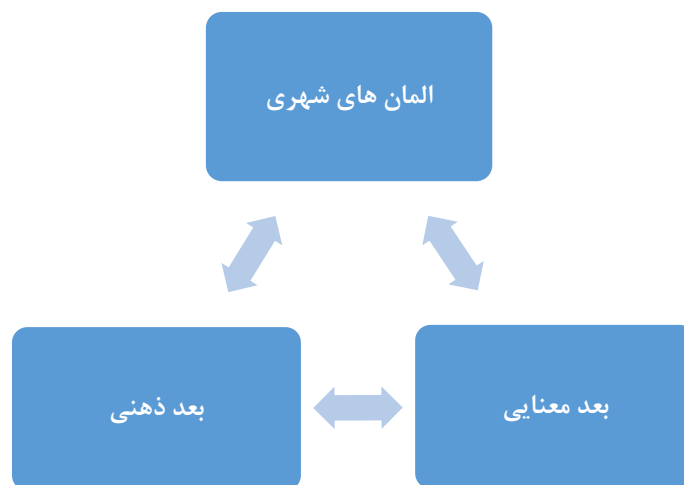 المان های شهری
بعد معنایی
بعد ذهنی